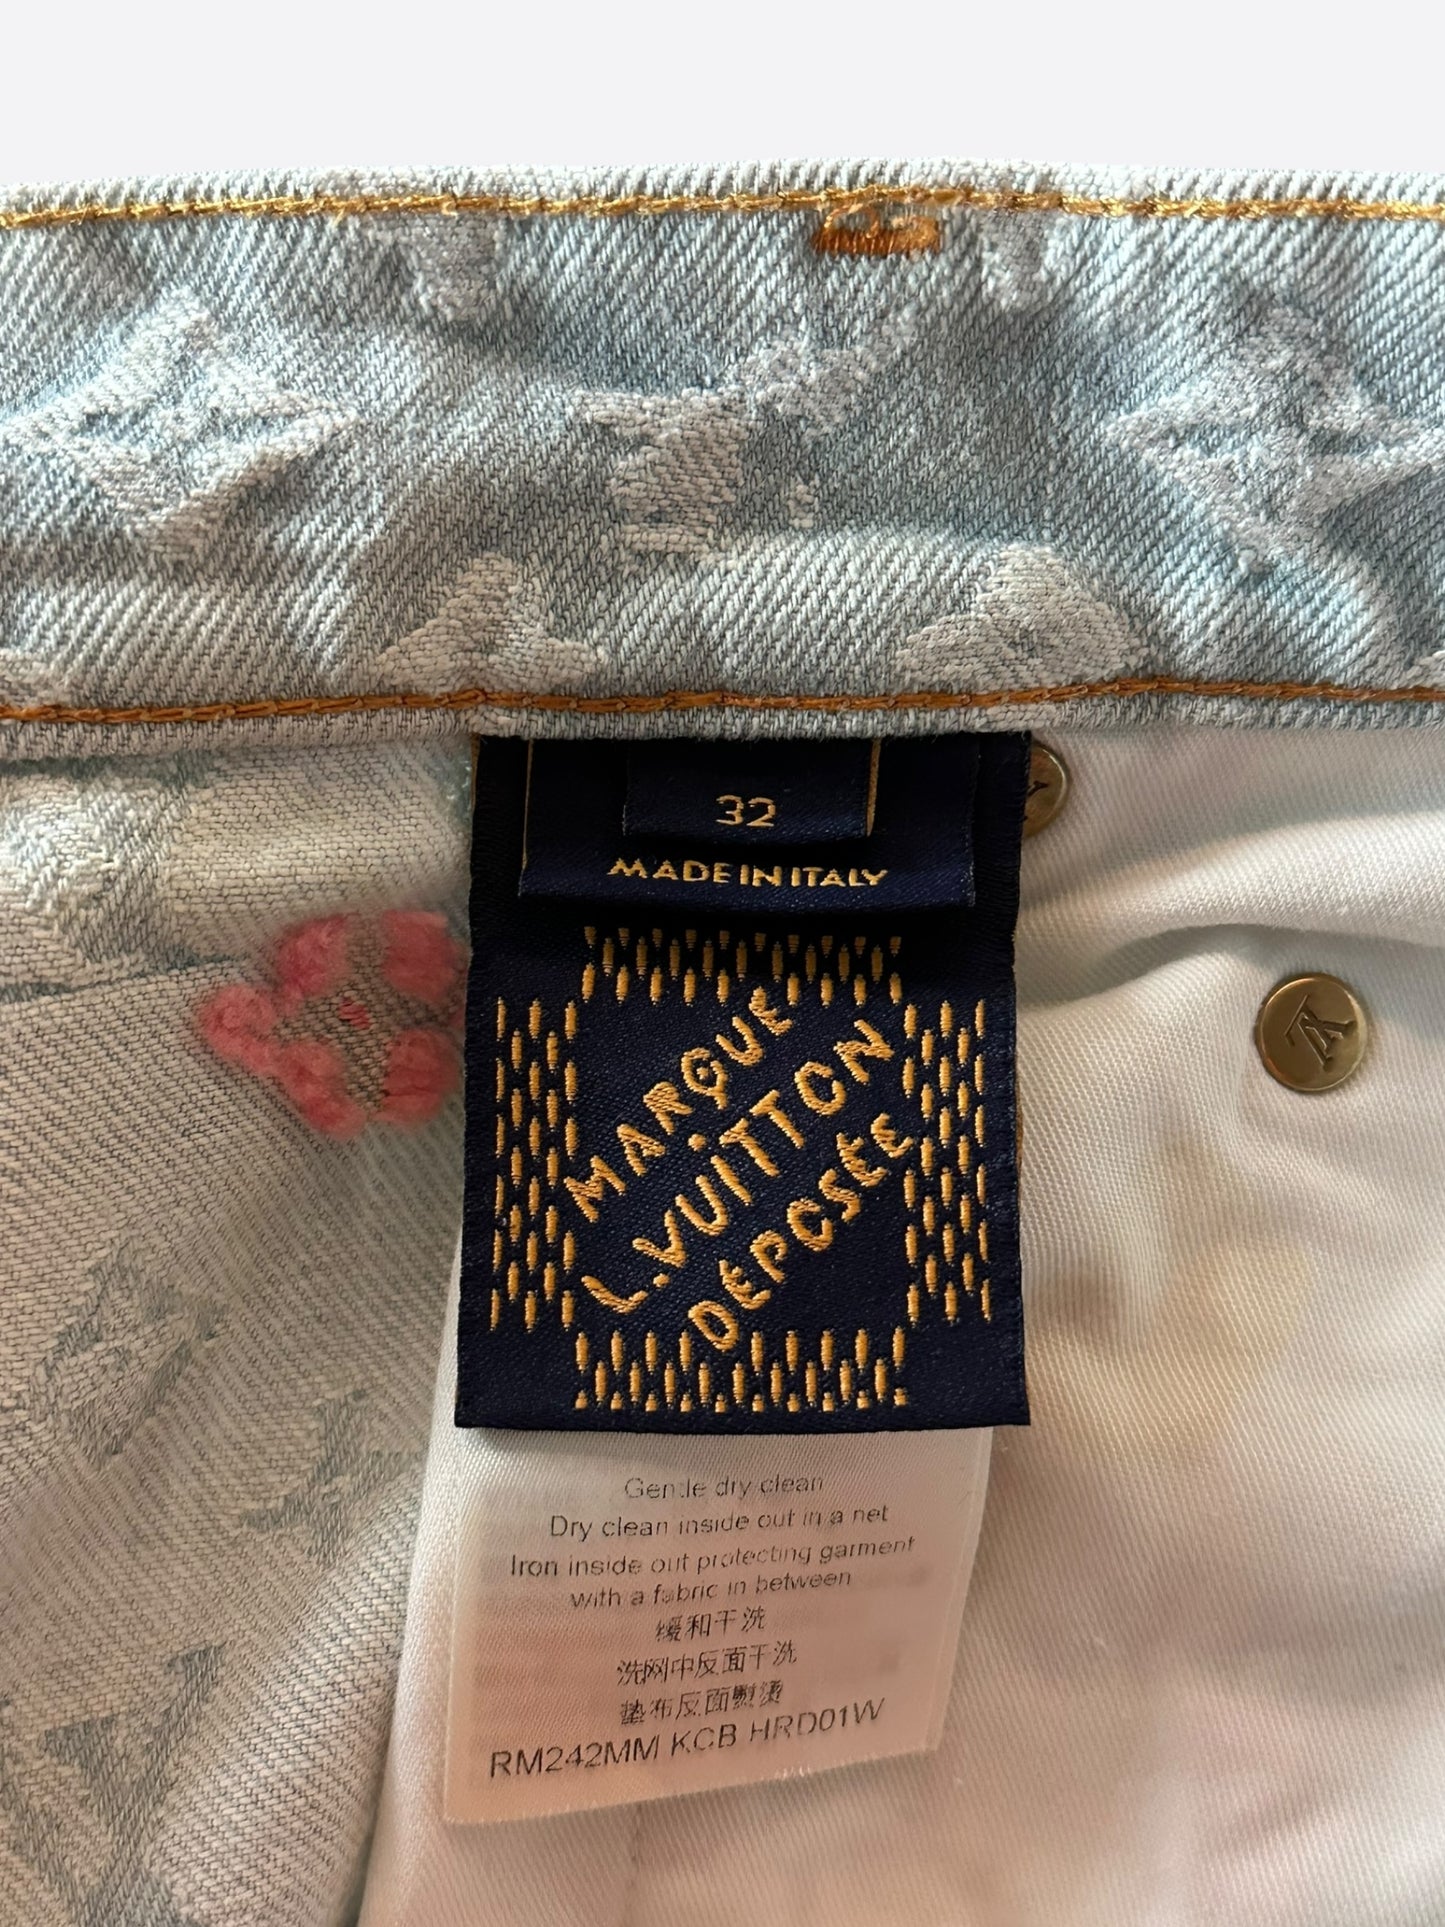 32
MADE IN ITALY
MARQUE
L.VUITTON
DEPOSÉE
Gentle dry clean
Dry clean inside out in a net
Iron inside out protecting garment
with a fabric in between
缓和干洗
洗网中反面干洗
垫布反面熨烫
RM242MM KCB HRD01W